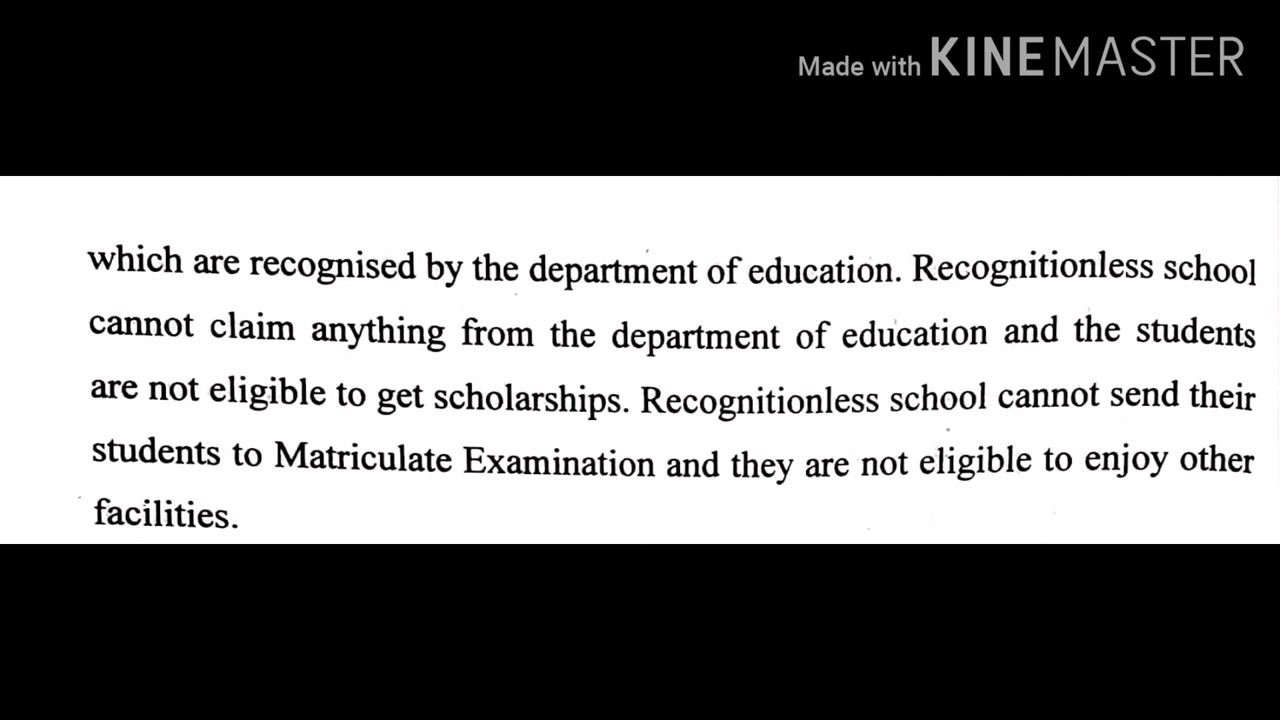 Made with KINEMASTER
which are recognised by the department of education. Recognitionless school
cannot claim anything from the department of education and the students
are not eligible to get scholarships. Recognitionless school cannot send their
students to Matriculate Examination and they are not eligible to enjoy other
facilities.